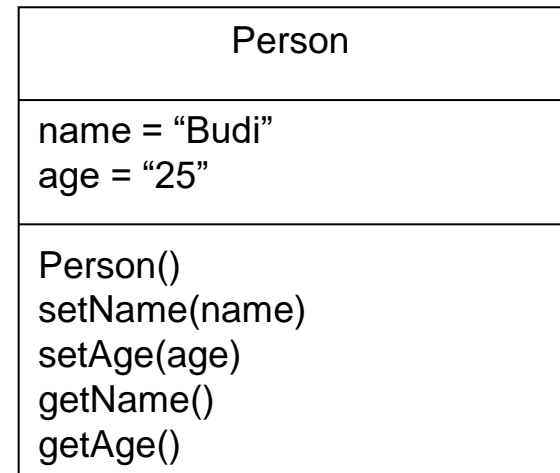 Person
name = “Budi”
age = “25”
Person()
setName(name)
setAge(age)
getName()
getAge()